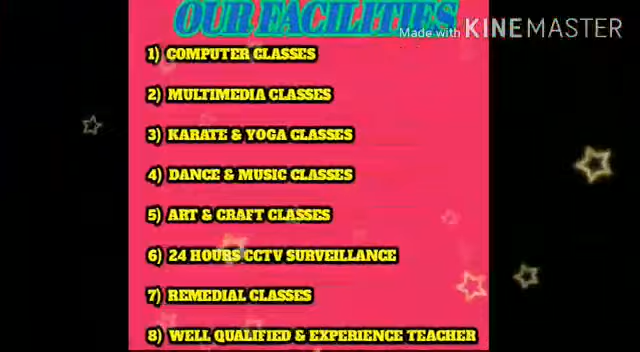 OUR FACILITIES
Made with KINEMASTER
1) COMPUTER CLASSES
2) MULTIMEDIA CLASSES
3) KARATE & YOGA CLASSES
4) DANCE & MUSIC CLASSES
5) ART & CRAFT CLASSES
6) 24 HOURS CCTV SURVEILLANCE
7) REMEDIAL CLASSES
8) WELL QUALIFIED & EXPERIENCE TEACHER